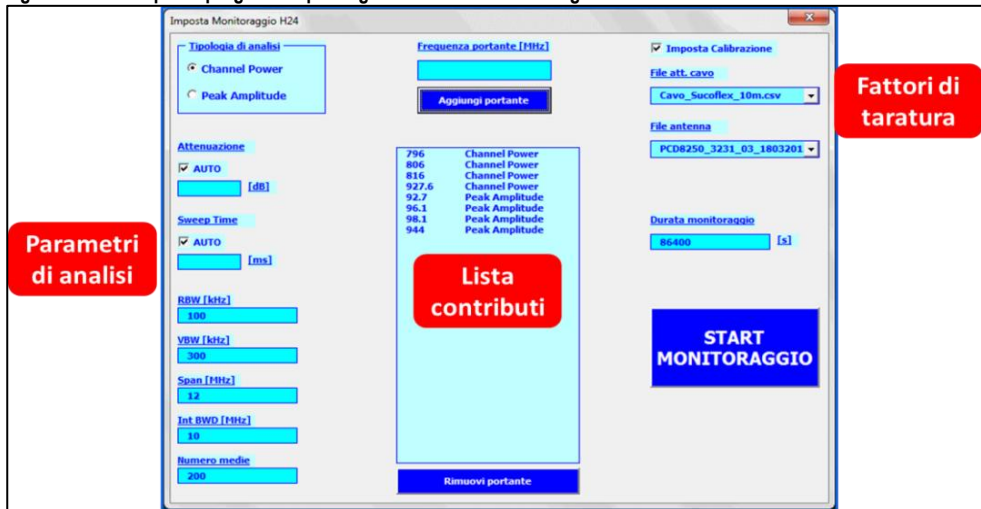 Imposta Monitoraggio H24
Tipologia di analisi
Channel Power
Peak Amplitude
Attenuazione
AUTO
[dB]
Sweep Time
AUTO
[ms]
RBW [kHz]
100
VBW [kHz]
300
Span [MHz]
12
Int BWD [MHz]
10
Numero medie
200
Parametri
di analisi
Frequenza portante [MHz]
Aggiungi portante
796 Channel Power
806 Channel Power
816 Channel Power
927.6 Channel Power
92.7 Peak Amplitude
96.1 Peak Amplitude
98.1 Peak Amplitude
944 Peak Amplitude
Lista
contributi
Rimuovi portante
Imposta Calibrazione
File att. cavo
Cavo_Sucoflex_10m.csv
File antenna
PCD8250_3231_03_1803201
Fattori di
taratura
Durata monitoraggio
86400 [s]
START
MONITORAGGIO